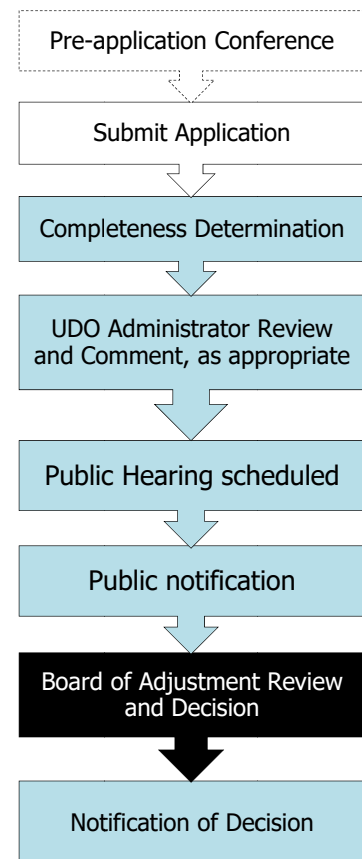 Pre-application Conference
Submit Application
Completeness Determination
UDO Administrator Review
and Comment, as appropriate
Public Hearing scheduled
Public notification
Board of Adjustment Review
and Decision
Notification of Decision